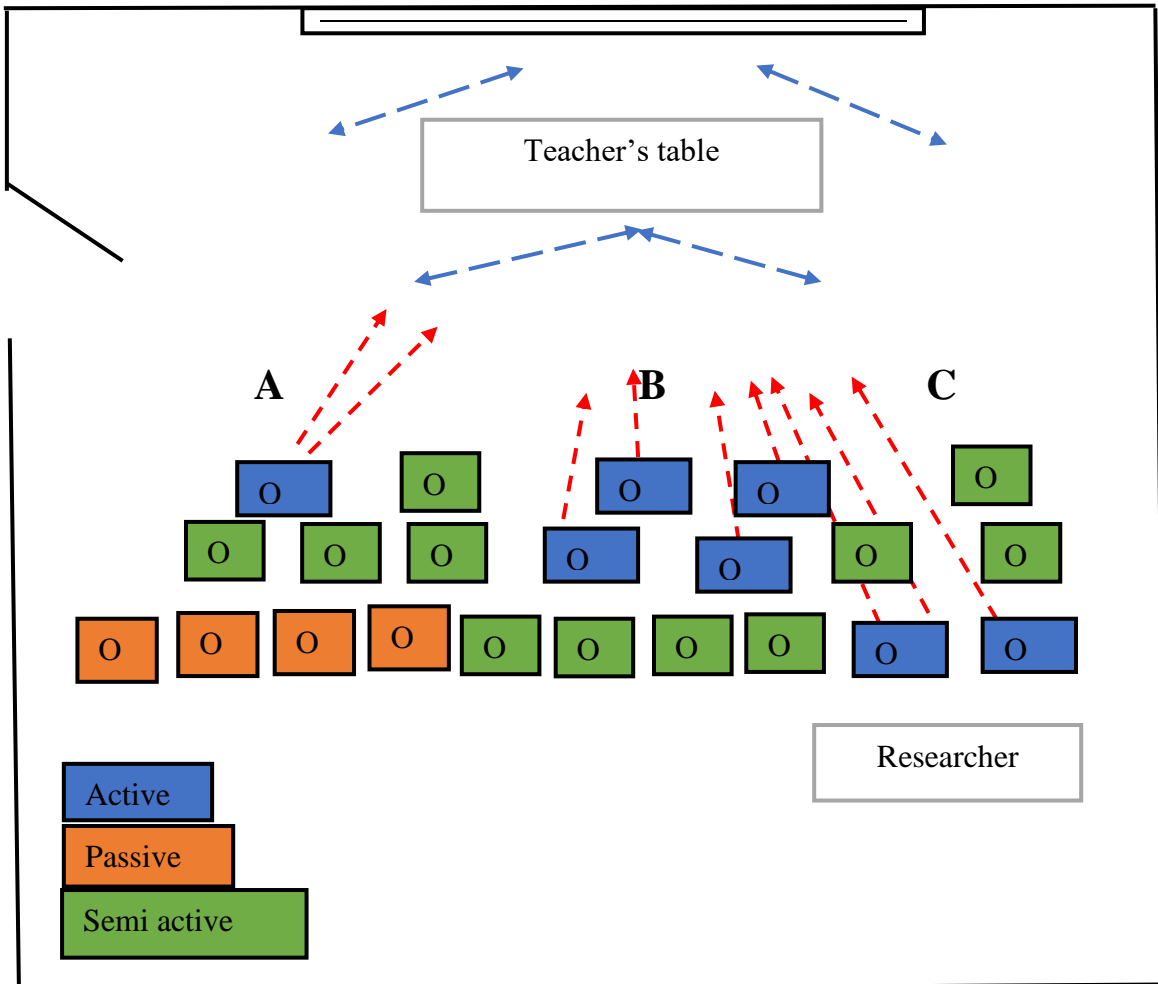 Teacher’s table
A B C
O O O O O
O O O O O O O
O O O O O O O O O O
Researcher
Active
Passive
Semi active